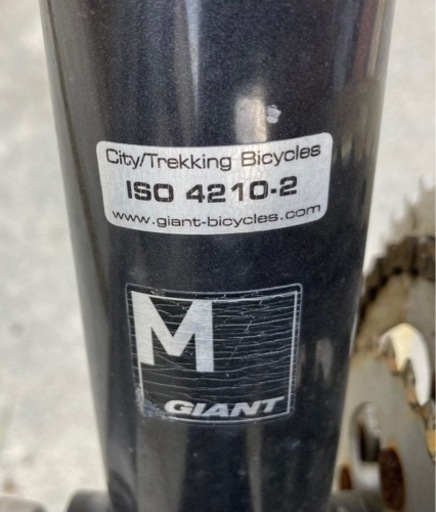 City/Trekking Bicycles
ISO 4210-2
www.giant-bicycles.com
M
GIANT